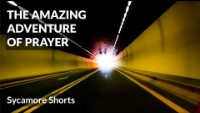 THE AMAZING
ADVENTURE
OF PRAYER
Sycamore Shorts